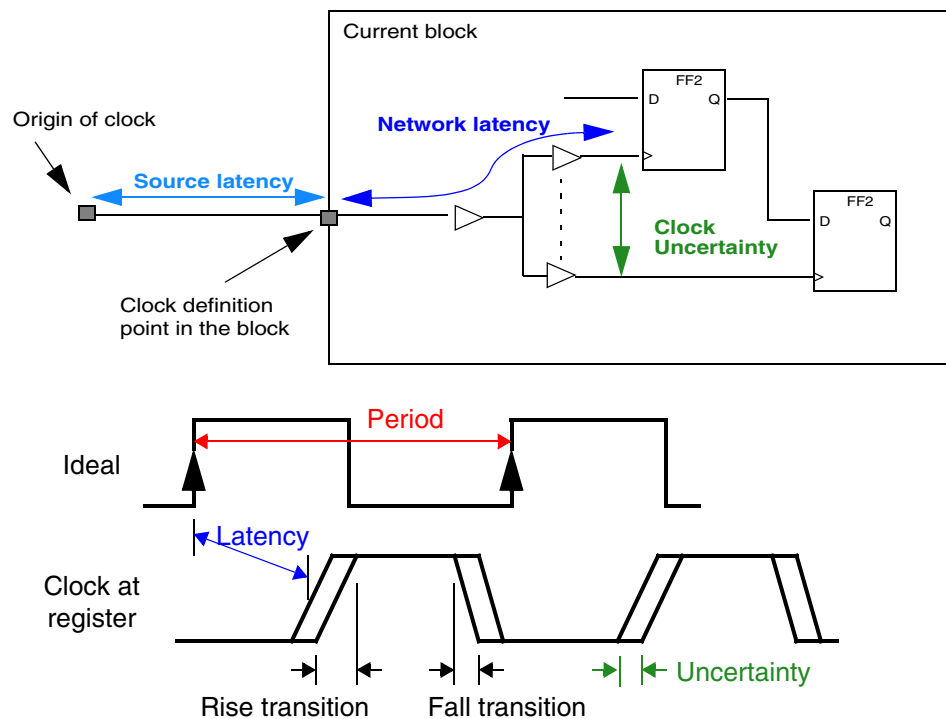 Current block
FF2
D Q
Origin of clock
Network latency
Source latency
FF2
D Q
Clock
Uncertainty
Clock definition
point in the block
Period
Ideal
Latency
Clock at
register
Uncertainty
Rise transition
Fall transition